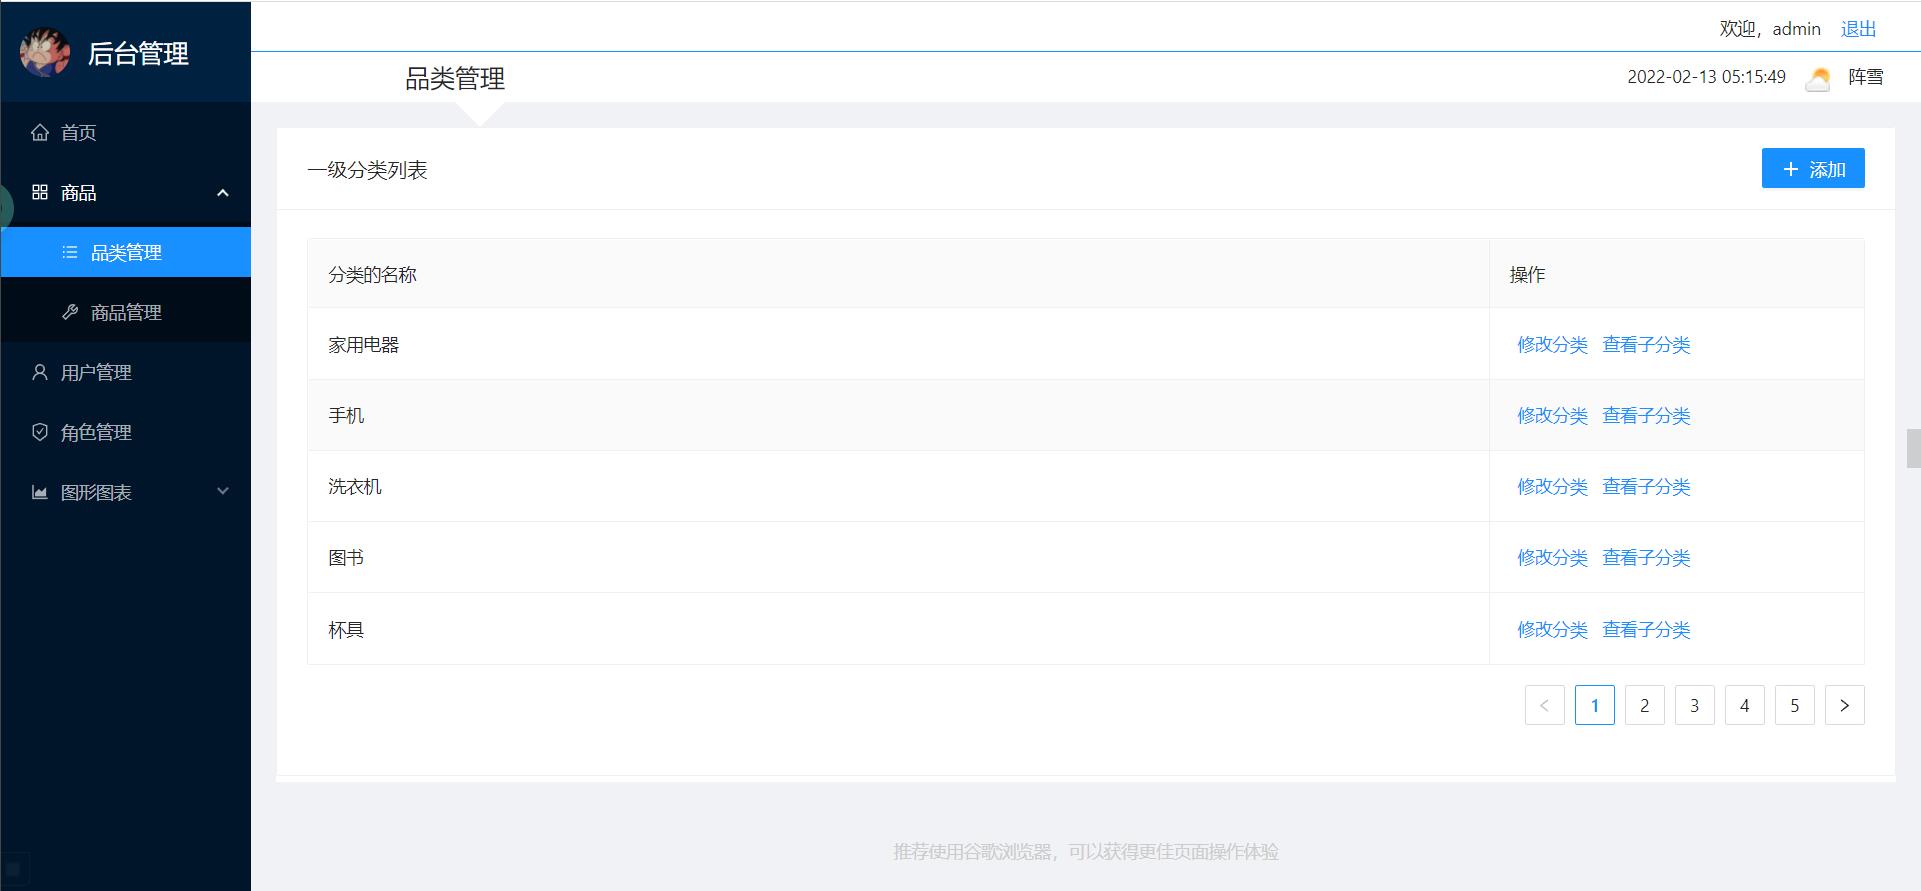 后台管理
欢迎，admin 退出
品类管理
2022-02-13 05:15:49 阵雪
首页
商品
品类管理
商品管理
用户管理
角色管理
图形图表
一级分类列表
添加
分类的名称 操作
家用电器 修改分类 查看子分类
手机 修改分类 查看子分类
洗衣机 修改分类 查看子分类
图书 修改分类 查看子分类
杯具 修改分类 查看子分类
< 1 2 3 4 5 >
推荐使用谷歌浏览器，可以获得更佳页面操作体验